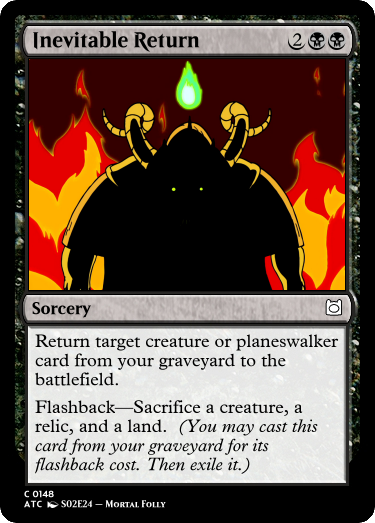 Inevitable Return 2
Sorcery
Return target creature or planeswalker
card from your graveyard to the
battlefield.
Flashback—Sacrifice a creature, a
relic, and a land. (You may cast this
card from your graveyard for its
flashback cost. Then exile it.)
C 0148
ATC S02E24 – Mortal Folly